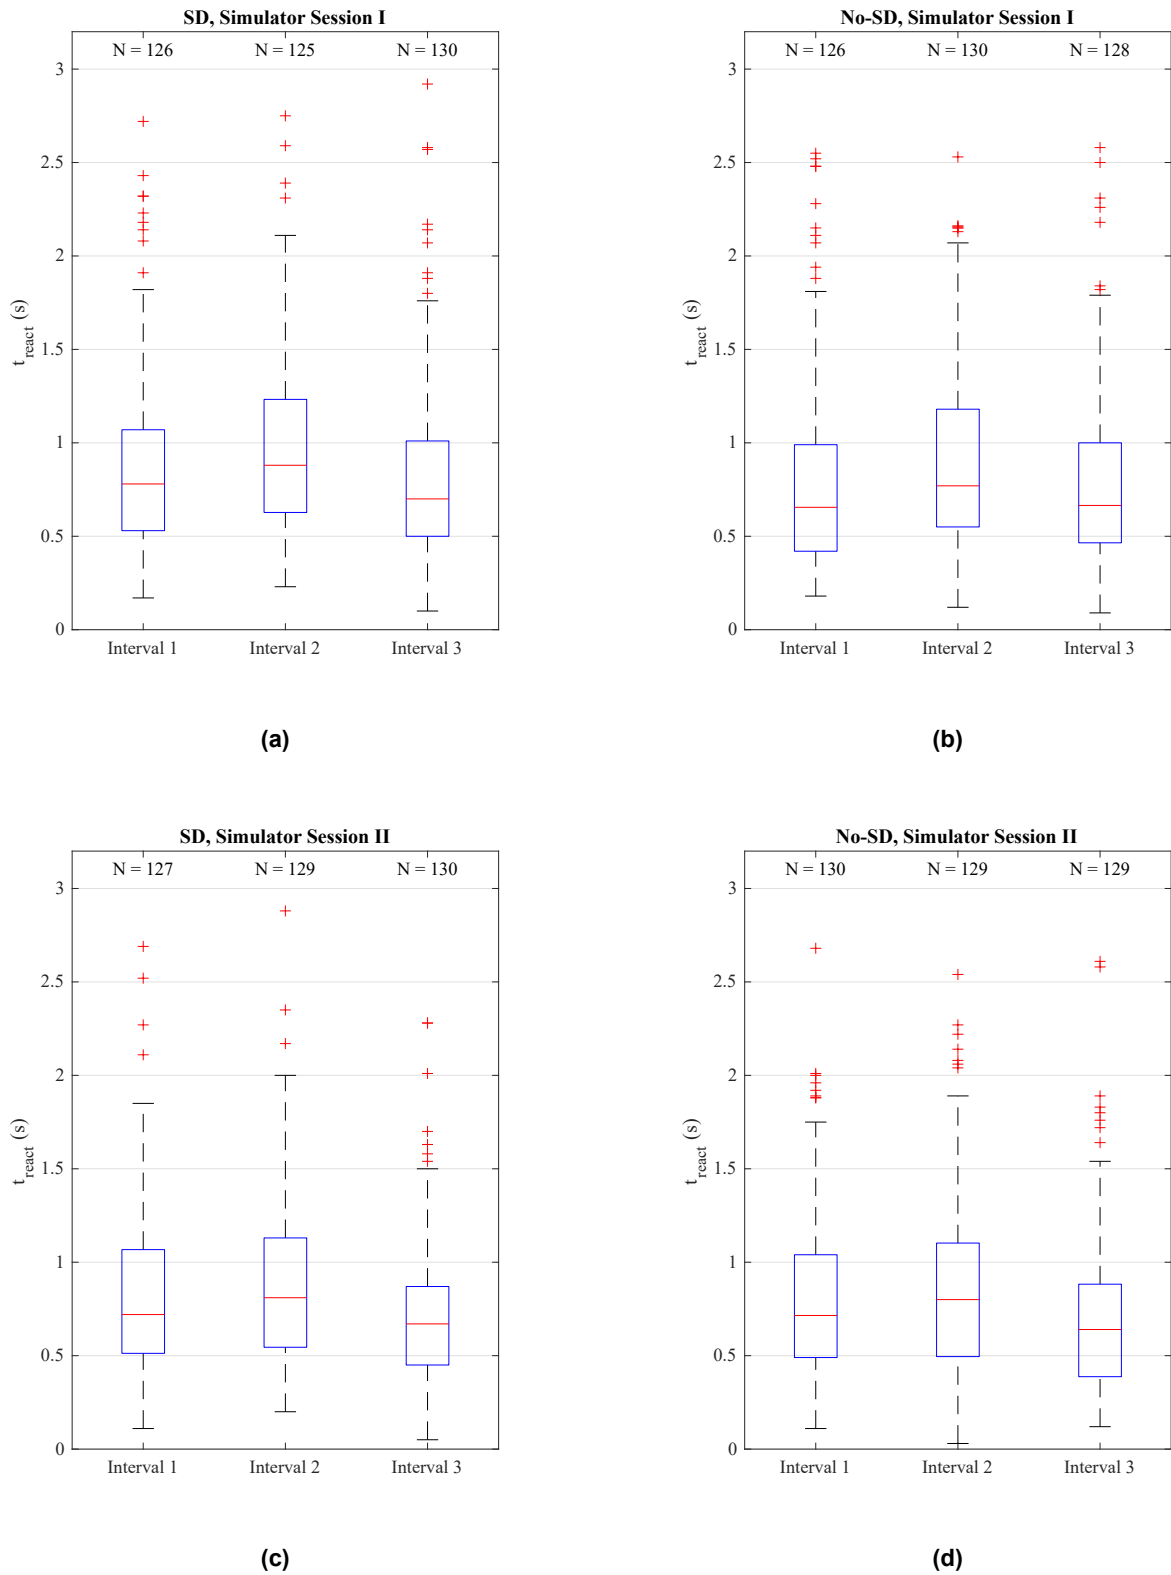 SD, Simulator Session I
N = 126 N = 125 N = 130
3
2.5
2
1.5
1
0.5
0
t_react (s)
Interval 1 Interval 2 Interval 3
(a)
No-SD, Simulator Session I
N = 126 N = 130 N = 128
3
2.5
2
1.5
1
0.5
0
t_react (s)
Interval 1 Interval 2 Interval 3
(b)
SD, Simulator Session II
N = 127 N = 129 N = 130
3
2.5
2
1.5
1
0.5
0
t_react (s)
Interval 1 Interval 2 Interval 3
(c)
No-SD, Simulator Session II
N = 130 N = 129 N = 129
3
2.5
2
1.5
1
0.5
0
t_react (s)
Interval 1 Interval 2 Interval 3
(d)